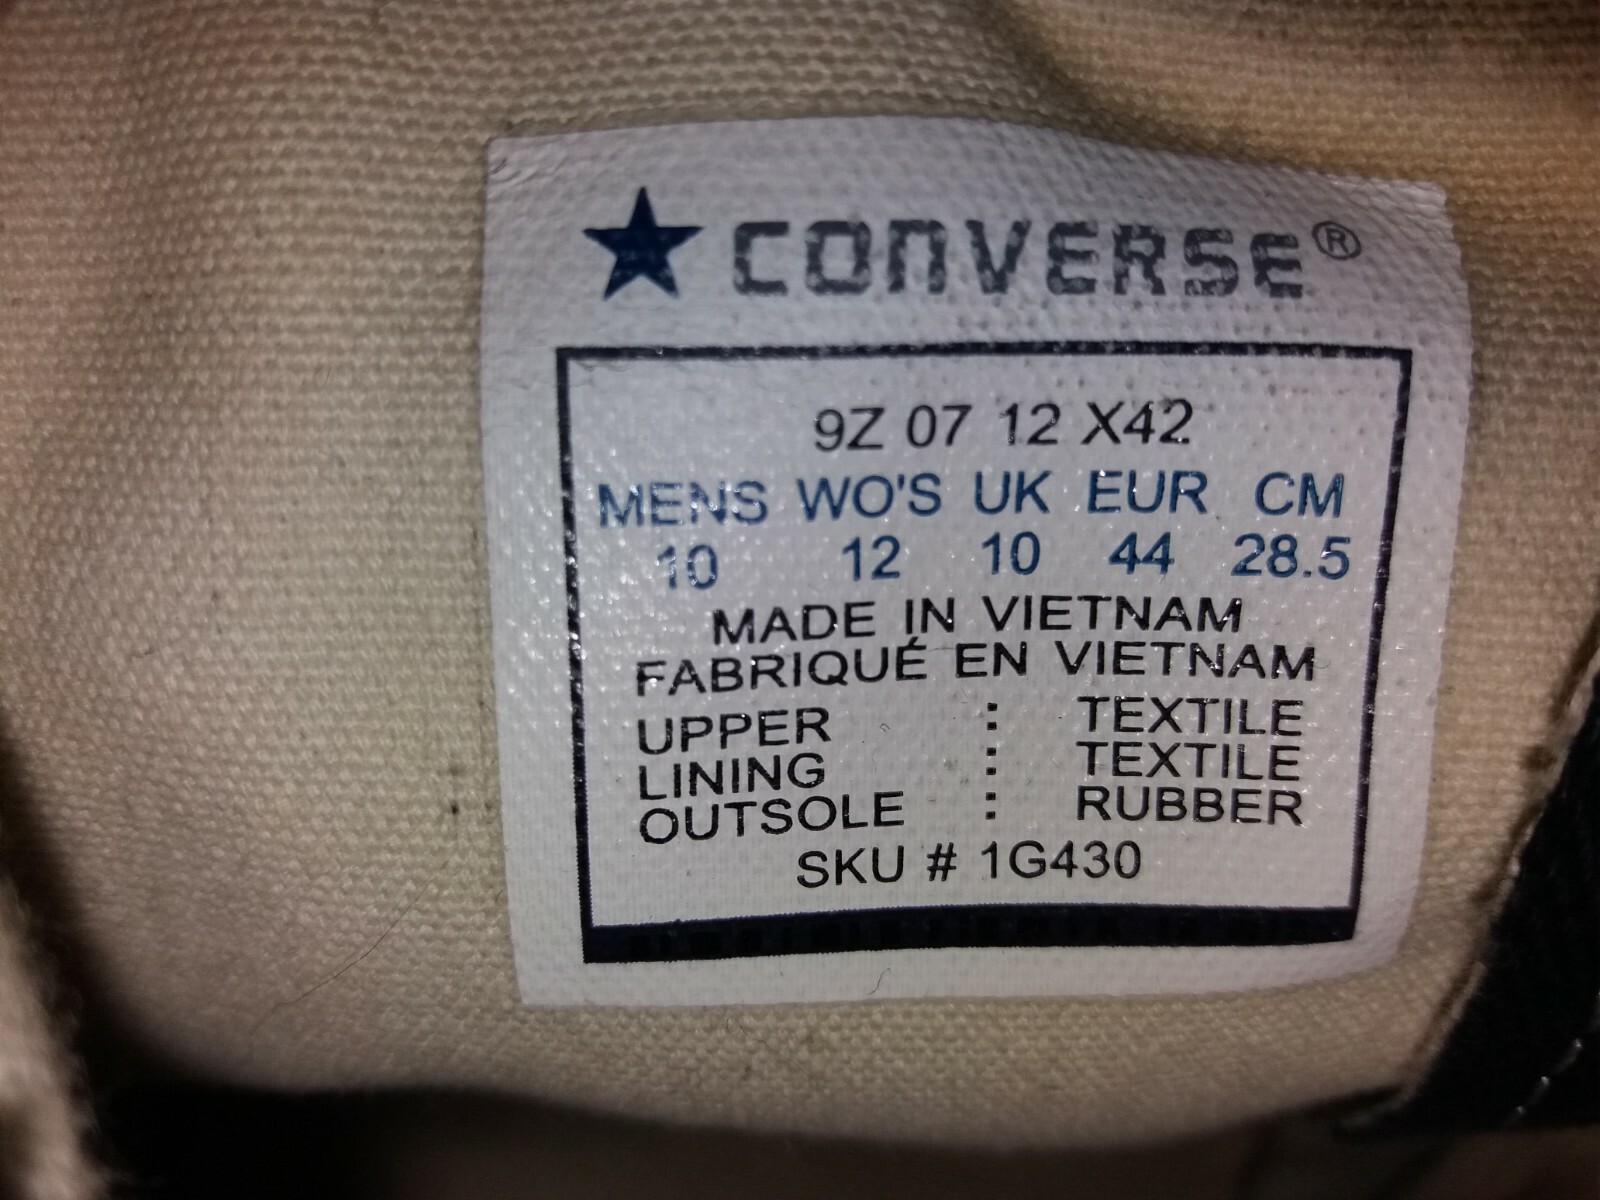 CONVERSE®
9Z 07 12 X42
MENS WO'S UK EUR CM
10 12 10 44 28.5
MADE IN VIETNAM
FABRIQUÉ EN VIETNAM
UPPER : TEXTILE
LINING : TEXTILE
OUTSOLE : RUBBER
SKU # 1G430